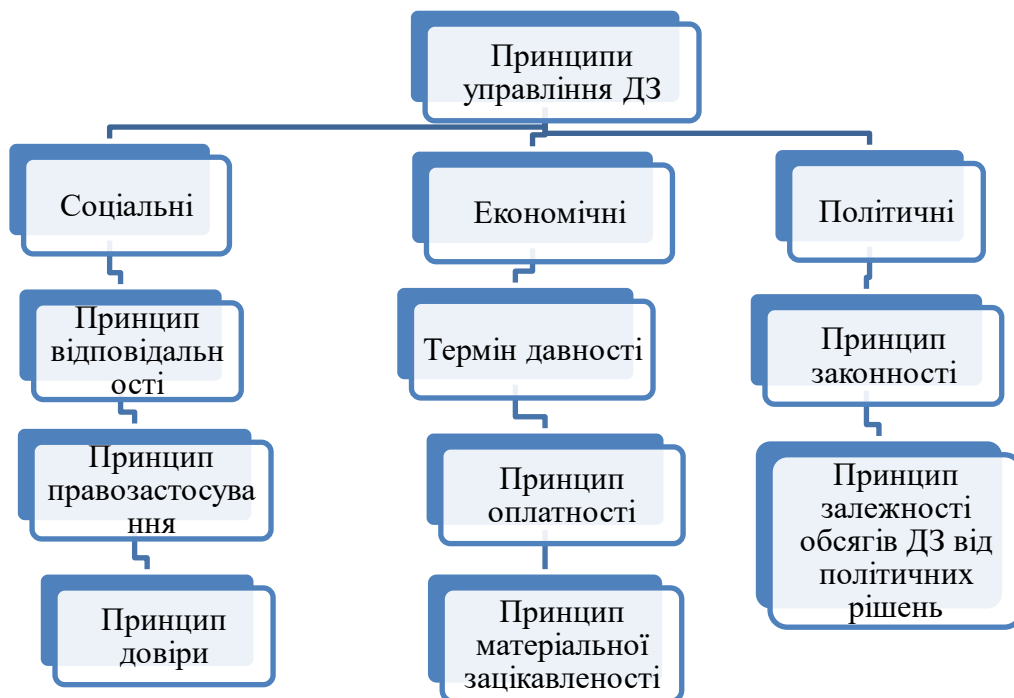 Принципи
управління ДЗ
Соціальні
Економічні
Політичні
Принцип
відповідальн
ості
Термін давності
Принцип
законності
Принцип
правозастосува
ння
Принцип
оплатності
Принцип
залежності
обсягів ДЗ від
політичних
рішень
Принцип
довіри
Принцип
матеріальної
зацікавленості